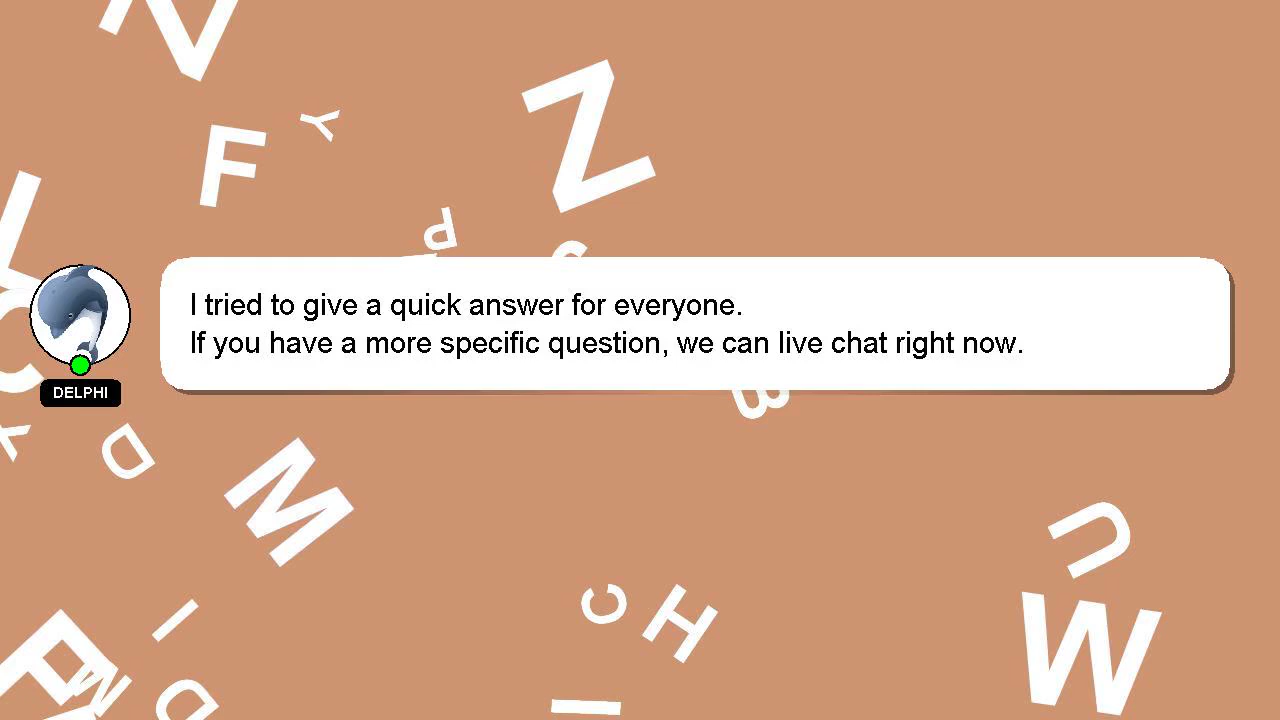 N
F
Y
Z
P
S
I tried to give a quick answer for everyone.
If you have a more specific question, we can live chat right now.
DELPHI
B
Y
D
M
U
C
H
W
I
D